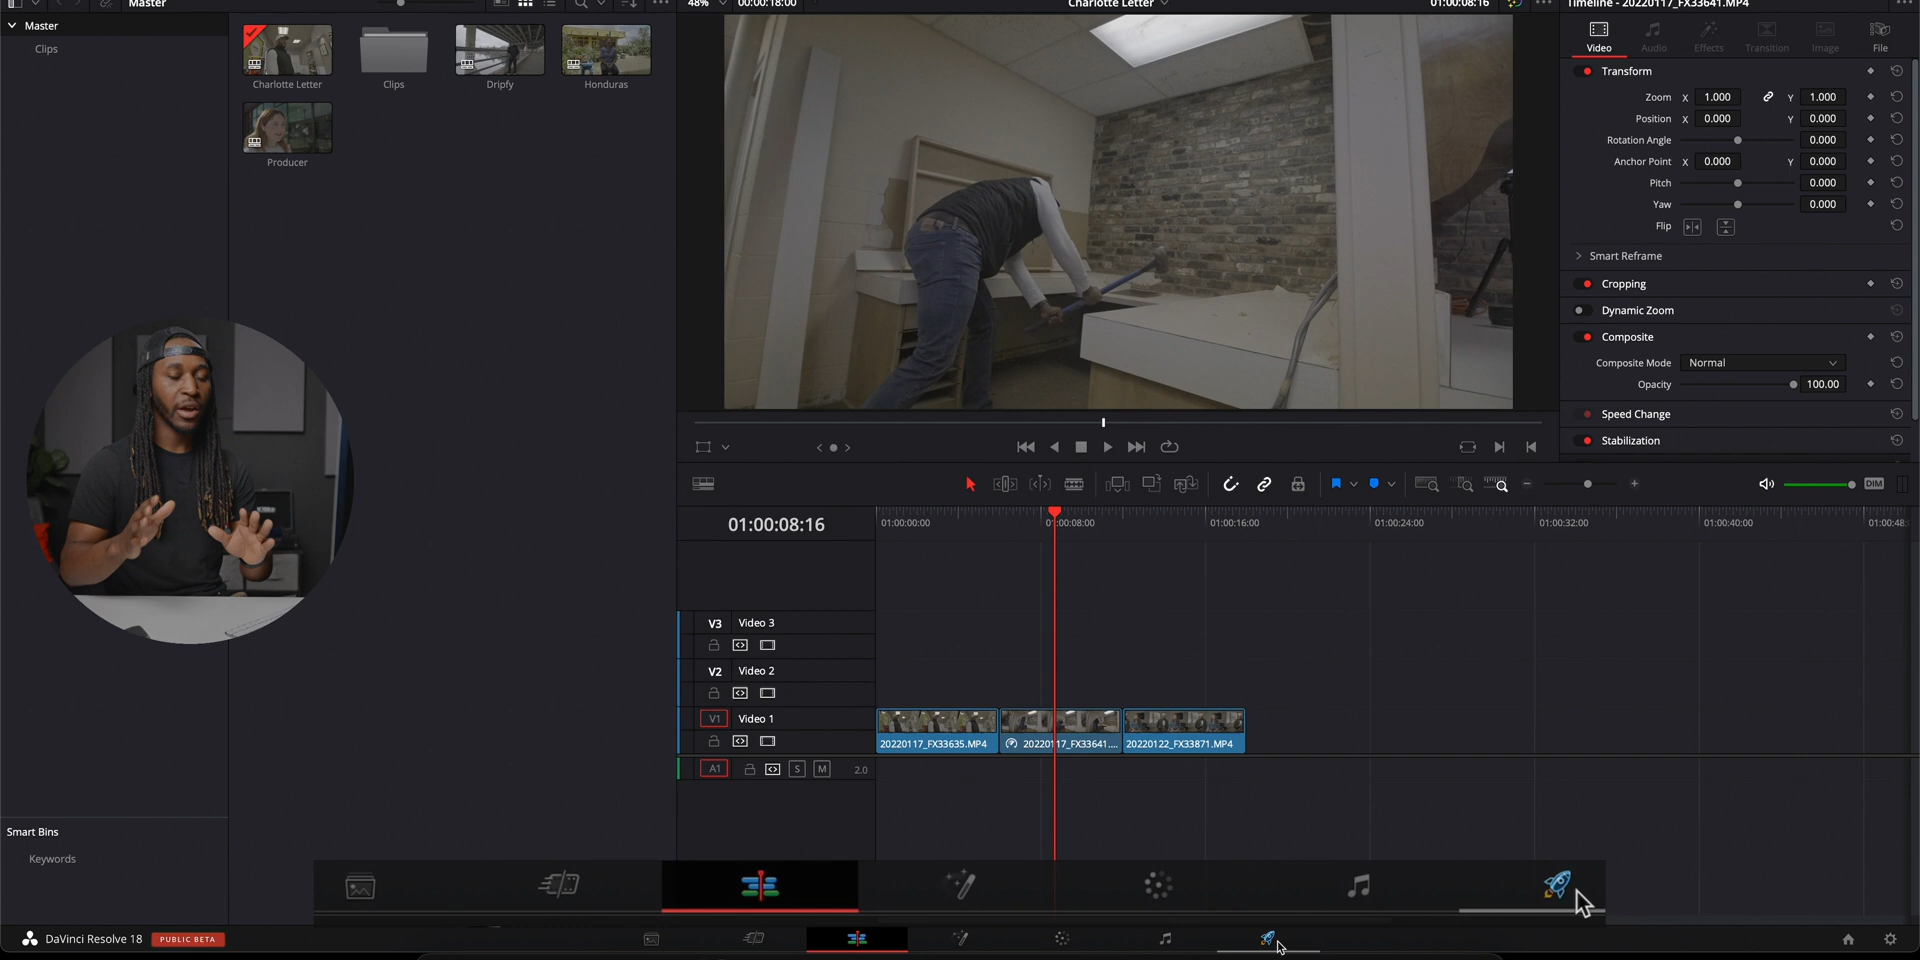 Master
48%
00:00:18:00
Charlotte Letter
01:00:08:16
Timeline - 20220117_FX33641.MP4
Master
Clips
Charlotte Letter
Clips
Dripfy
Honduras
Producer
Video
Audio
Effects
Transition
Image
File
Transform
Zoom X 1.000 Y 1.000
Position X 0.000 Y 0.000
Rotation Angle 0.000
Anchor Point X 0.000 Y 0.000
Pitch 0.000
Yaw 0.000
Flip
Smart Reframe
Cropping
Dynamic Zoom
Composite
Composite Mode Normal
Opacity 100.00
Speed Change
Stabilization
DIM
01:00:08:16
01:00:00:00
01:00:08:00
01:00:16:00
01:00:24:00
01:00:32:00
01:00:40:00
01:00:48:
V3 Video 3
V2 Video 2
V1 Video 1
20220117_FX33635.MP4
20220117_FX33641....
20220122_FX33871.MP4
A1 S M 2.0
Smart Bins
Keywords
DaVinci Resolve 18
PUBLIC BETA